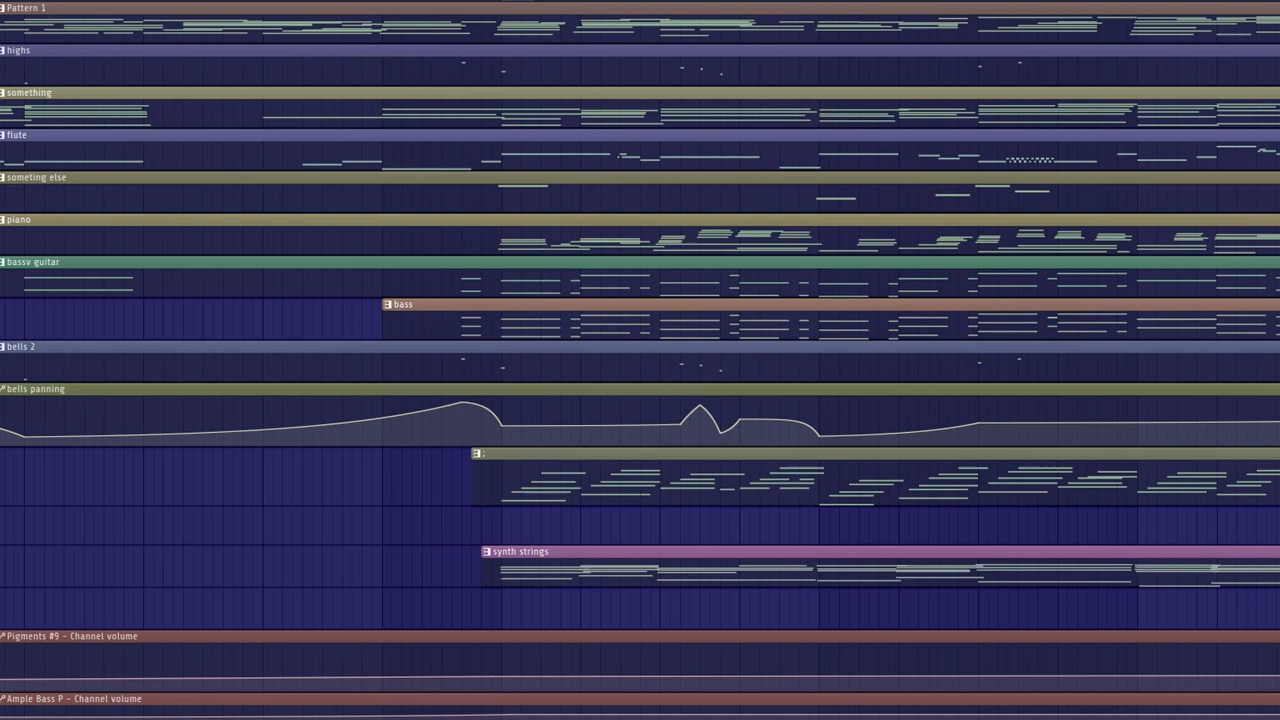 Pattern 1
highs
something
flute
someting else
piano
bassv guitar
bass
bells 2
bells panning
;
synth strings
Pigments #9 - Channel volume
Ample Bass P - Channel volume